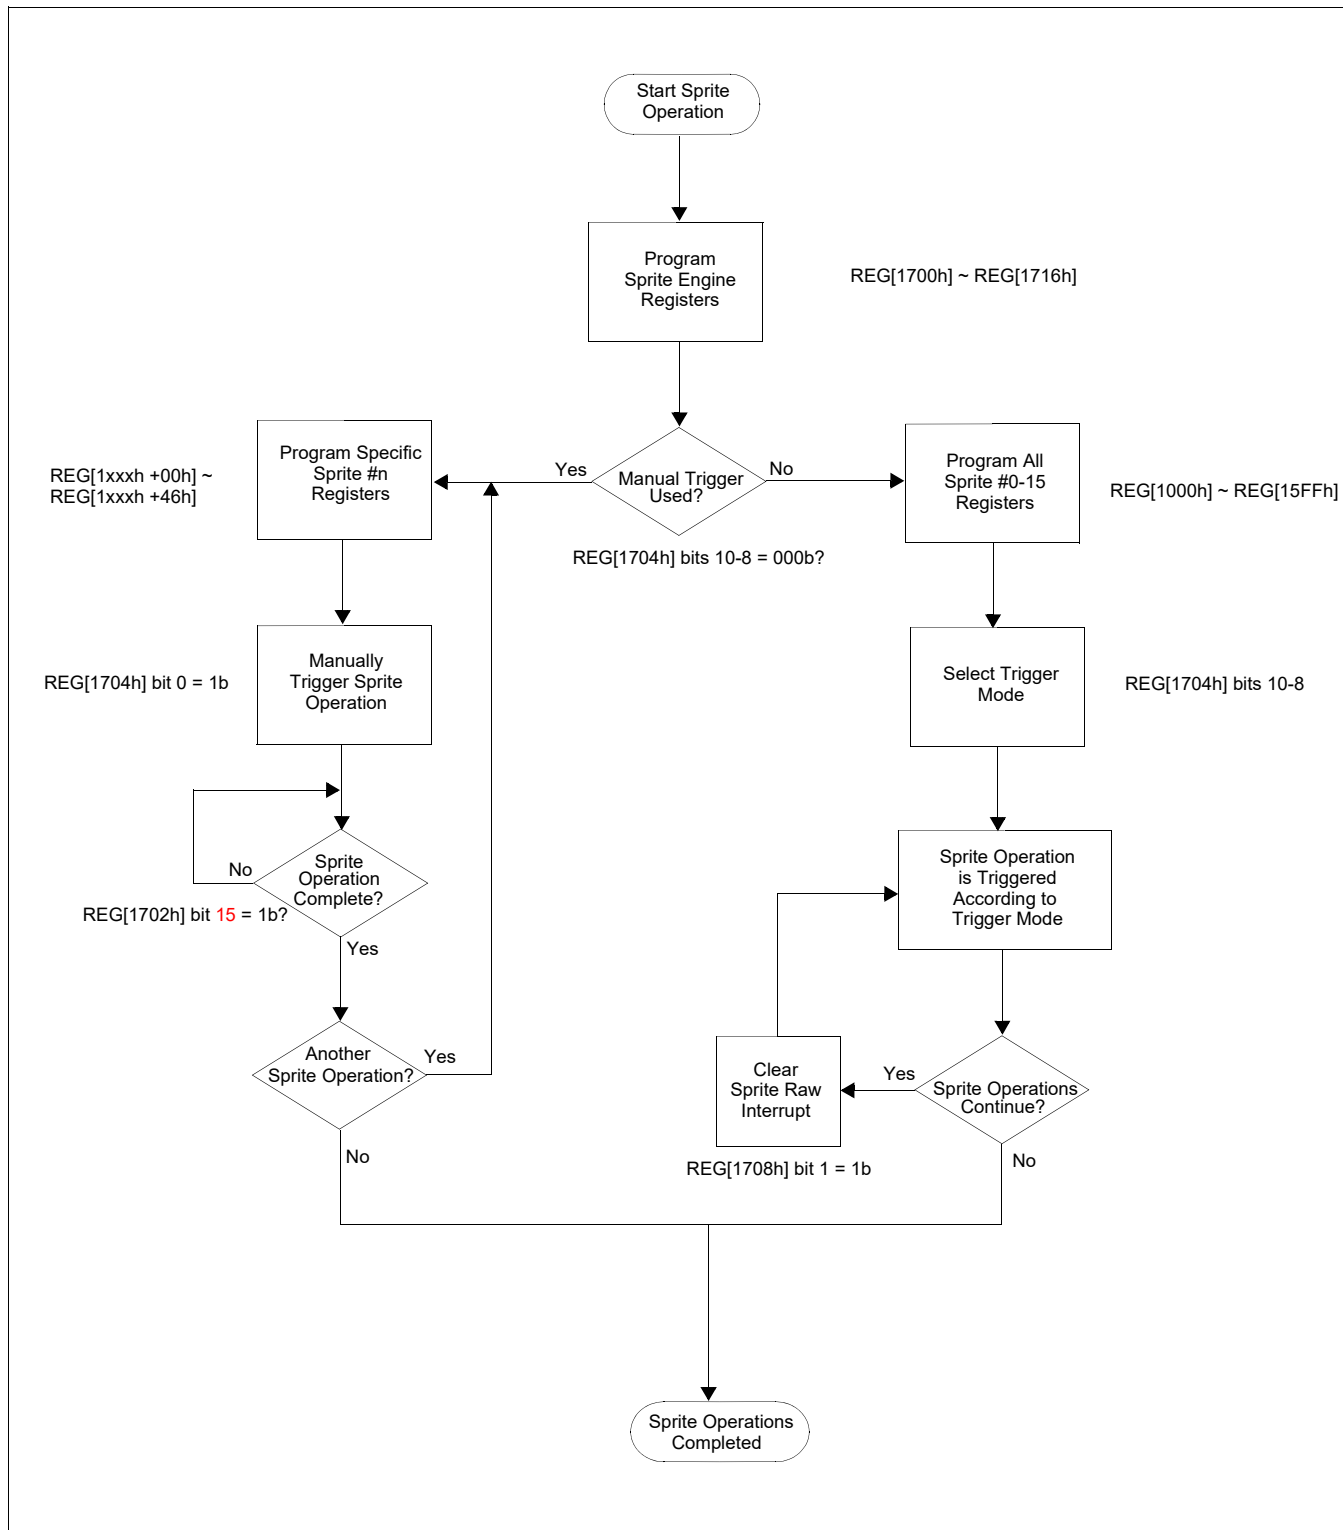 Start Sprite
Operation
Program
Sprite Engine
Registers
REG[1700h] ~ REG[1716h]
Manual Trigger
Used?
Yes
No
REG[1704h] bits 10-8 = 000b?
Program Specific
Sprite #n
Registers
REG[1xxxh +00h] ~
REG[1xxxh +46h]
Program All
Sprite #0-15
Registers
REG[1000h] ~ REG[15FFh]
Manually
Trigger Sprite
Operation
REG[1704h] bit 0 = 1b
Select Trigger
Mode
REG[1704h] bits 10-8
Sprite
Operation
Complete?
No
REG[1702h] bit 15 = 1b?
Yes
Sprite Operation
is Triggered
According to
Trigger Mode
Another
Sprite Operation?
Yes
No
Clear
Sprite Raw
Interrupt
REG[1708h] bit 1 = 1b
Yes
Sprite Operations
Continue?
No
Sprite Operations
Completed